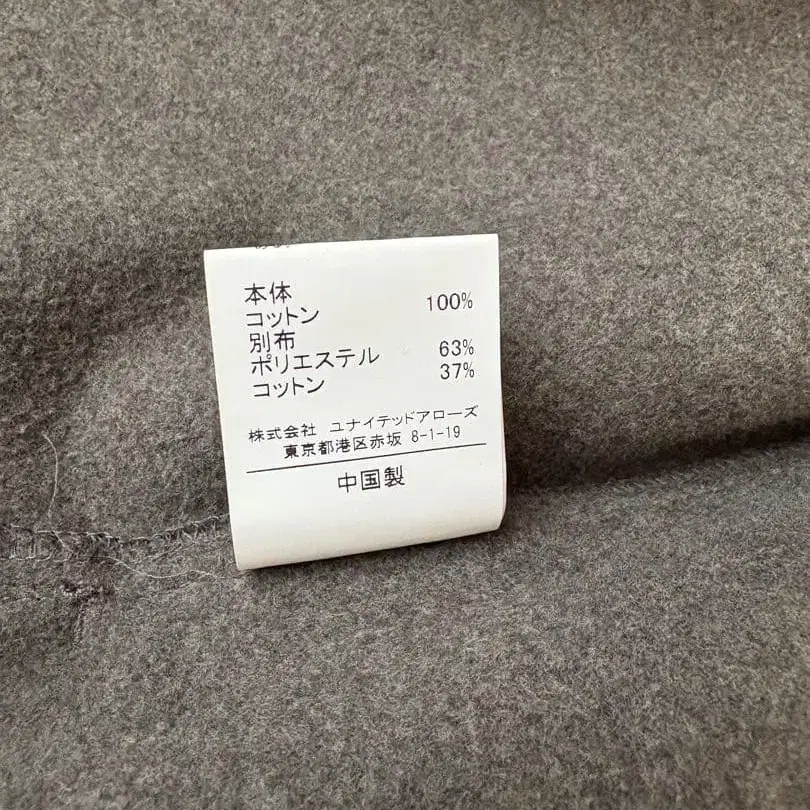 本体
コットン 100%
別布
ポリエステル 63%
コットン 37%
株式会社 ユナイテッドアローズ
東京都港区赤坂 8-1-19
中国製